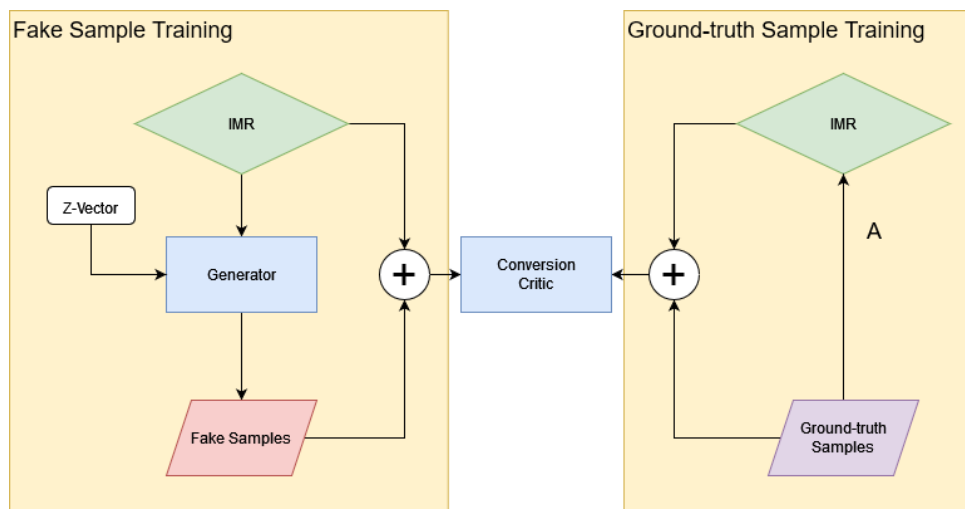 Fake Sample Training
IMR
Z-Vector
Generator
+
Fake Samples
Conversion
Critic
Ground-truth Sample Training
IMR
A
+
Ground-truth
Samples